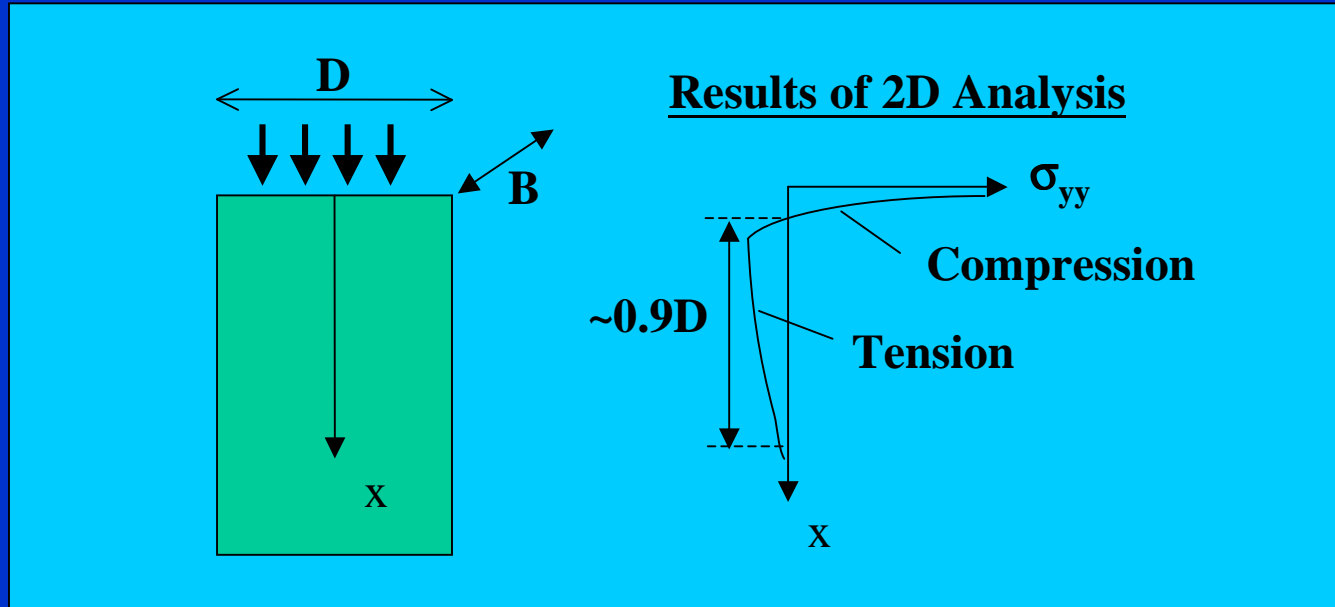 D
B
x
Results of 2D Analysis
σyy
Compression
~0.9D
Tension
x